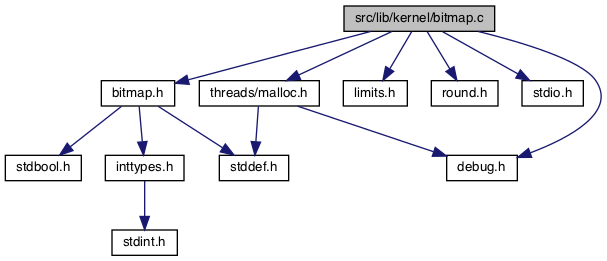 src/lib/kernel/bitmap.c
bitmap.h
threads/malloc.h
limits.h
round.h
stdio.h
stdbool.h
inttypes.h
stddef.h
debug.h
stdint.h